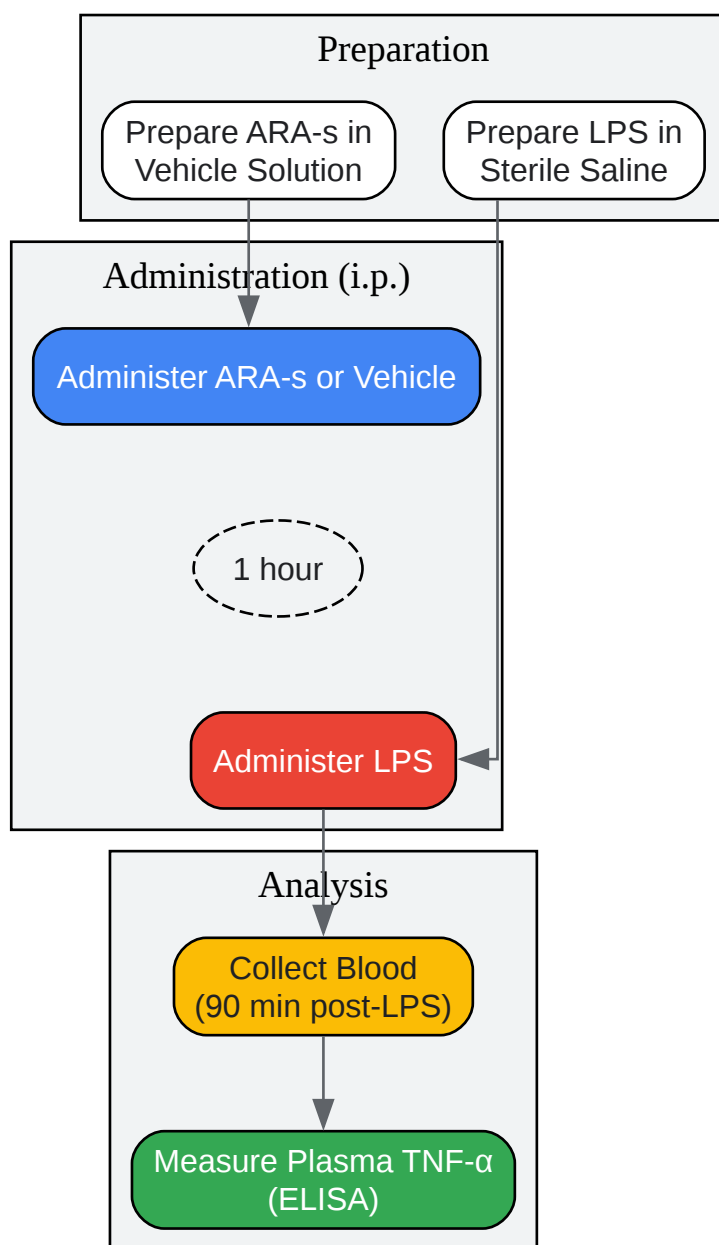 Preparation
Prepare ARA-s in
Vehicle Solution
Prepare LPS in
Sterile Saline
Administration (i.p.)
Administer ARA-s or Vehicle
1 hour
Administer LPS
Analysis
Collect Blood
(90 min post-LPS)
Measure Plasma TNF-α
(ELISA)